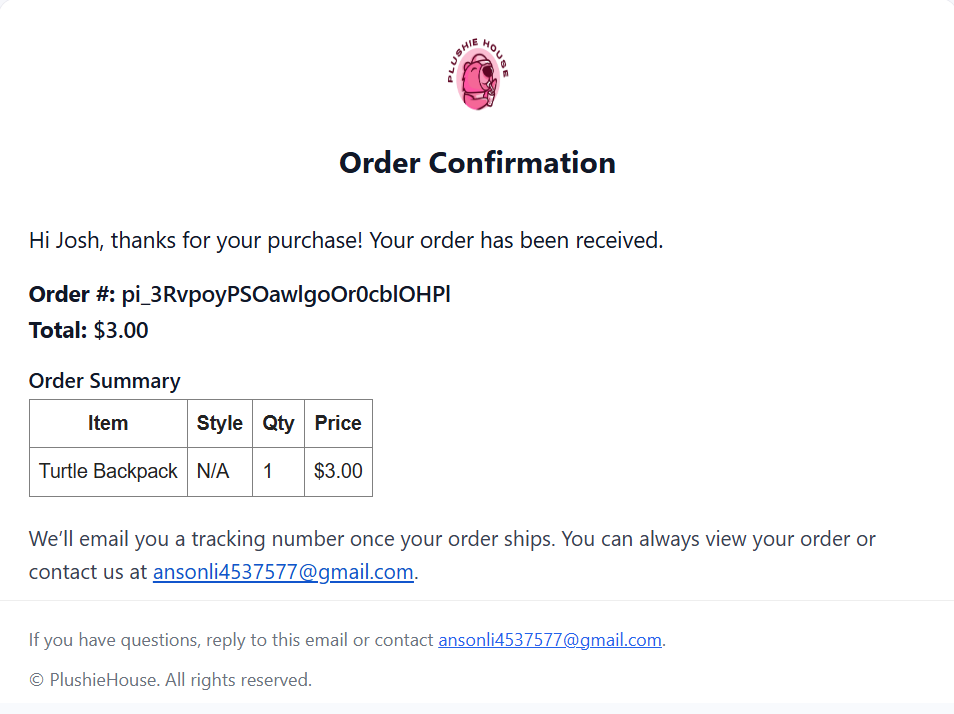 PLUSHIE HOUSE
Order Confirmation
Hi Josh, thanks for your purchase! Your order has been received.
Order #: pi_3RvpoyPSOawlgoOr0cblOHPl
Total: $3.00
Order Summary
Item Style Qty Price
Turtle Backpack N/A 1 $3.00
We’ll email you a tracking number once your order ships. You can always view your order or
contact us at ansonli4537577@gmail.com.
If you have questions, reply to this email or contact ansonli4537577@gmail.com.
© PlushieHouse. All rights reserved.